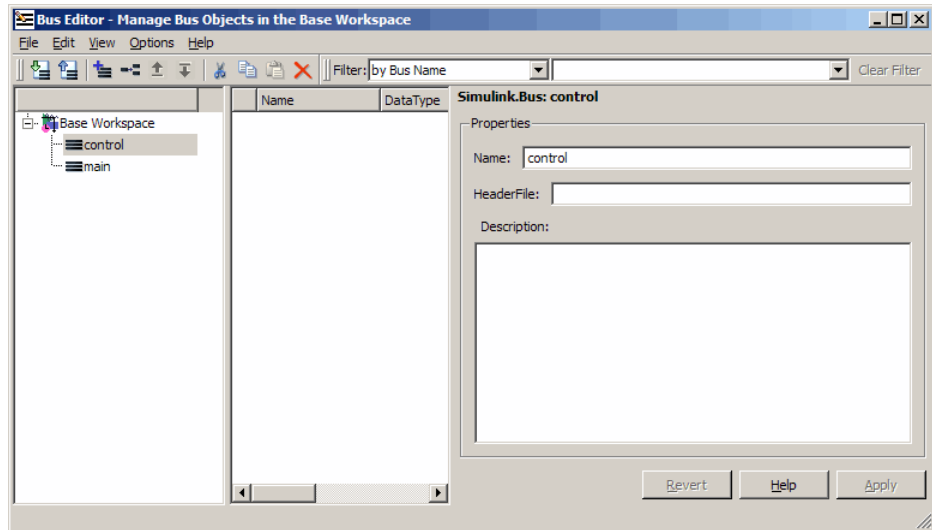 Bus Editor - Manage Bus Objects in the Base Workspace
File Edit View Options Help
Filter: by Bus Name Clear Filter
Name DataType
Simulink.Bus: control
Base Workspace
control
main
Properties
Name: control
HeaderFile:
Description:
Revert Help Apply